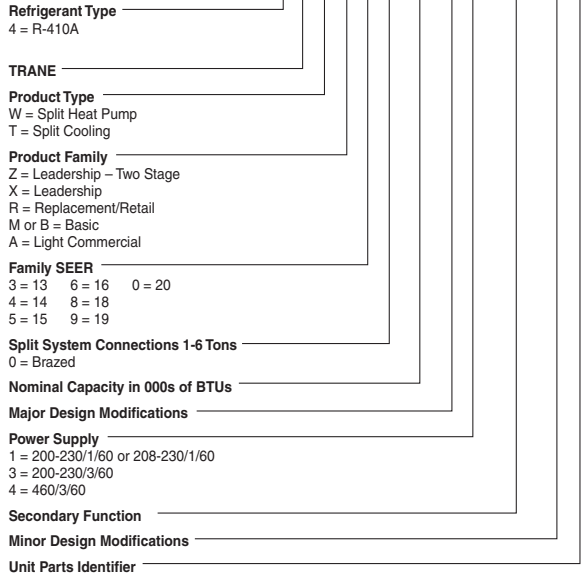 Refrigerant Type
4 = R-410A
TRANE
Product Type
W = Split Heat Pump
T = Split Cooling
Product Family
Z = Leadership – Two Stage
X = Leadership
R = Replacement/Retail
M or B = Basic
A = Light Commercial
Family SEER
3 = 13 6 = 16 0 = 20
4 = 14 8 = 18
5 = 15 9 = 19
Split System Connections 1-6 Tons
0 = Brazed
Nominal Capacity in 000s of BTUs
Major Design Modifications
Power Supply
1 = 200-230/1/60 or 208-230/1/60
3 = 200-230/3/60
4 = 460/3/60
Secondary Function
Minor Design Modifications
Unit Parts Identifier